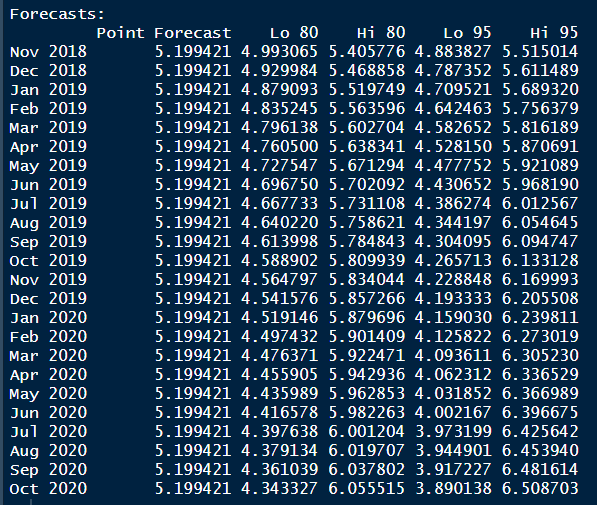 Forecasts:
Point Forecast Lo 80 Hi 80 Lo 95 Hi 95
Nov 2018 5.199421 4.993065 5.405776 4.883827 5.515014
Dec 2018 5.199421 4.929984 5.468858 4.787352 5.611489
Jan 2019 5.199421 4.879093 5.519749 4.709521 5.689320
Feb 2019 5.199421 4.835245 5.563596 4.642463 5.756379
Mar 2019 5.199421 4.796138 5.602704 4.582652 5.816189
Apr 2019 5.199421 4.760500 5.638341 4.528150 5.870691
May 2019 5.199421 4.727547 5.671294 4.477752 5.921089
Jun 2019 5.199421 4.696750 5.702092 4.430652 5.968190
Jul 2019 5.199421 4.667733 5.731108 4.386274 6.012567
Aug 2019 5.199421 4.640220 5.758621 4.344197 6.054645
Sep 2019 5.199421 4.613998 5.784843 4.304095 6.094747
Oct 2019 5.199421 4.588902 5.809939 4.265713 6.133128
Nov 2019 5.199421 4.564797 5.834044 4.228848 6.169993
Dec 2019 5.199421 4.541576 5.857266 4.193333 6.205508
Jan 2020 5.199421 4.519146 5.879696 4.159030 6.239811
Feb 2020 5.199421 4.497432 5.901409 4.125822 6.273019
Mar 2020 5.199421 4.476371 5.922471 4.093611 6.305230
Apr 2020 5.199421 4.455905 5.942936 4.062312 6.336529
May 2020 5.199421 4.435989 5.962853 4.031852 6.366989
Jun 2020 5.199421 4.416578 5.982263 4.002167 6.396675
Jul 2020 5.199421 4.397638 6.001204 3.973199 6.425642
Aug 2020 5.199421 4.379134 6.019707 3.944901 6.453940
Sep 2020 5.199421 4.361039 6.037802 3.917227 6.481614
Oct 2020 5.199421 4.343327 6.055515 3.890138 6.508703